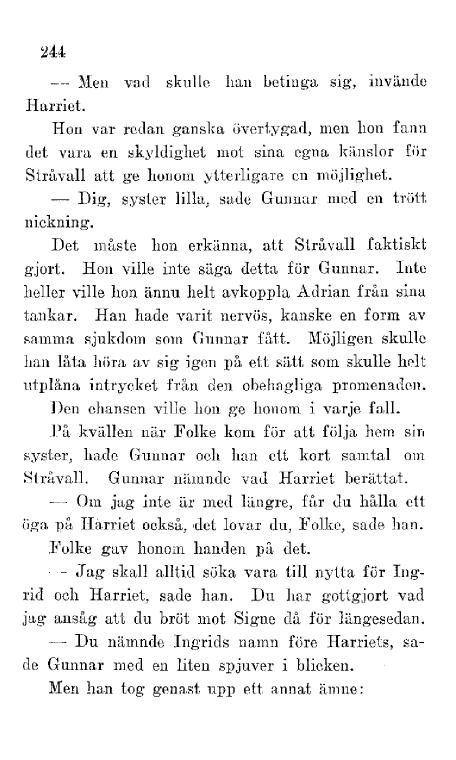 244
— Men vad skulle han betinga sig, invände
Harriet.
Hon var redan ganska övertygad, men hon fann
det vara en skyldighet mot sina egna känslor för
Stråvall att ge honom ytterligare en möjlighet.
— Dig, syster lilla, sade Gunnar med en trött
nickning.
Det måste hon erkänna, att Stråvall faktiskt
gjort. Hon ville inte säga detta för Gunnar. Inte
heller ville hon ännu helt avkoppla Adrian från sina
tankar. Han hade varit nervös, kanske en form av
samma sjukdom som Gunnar fått. Möjligen skulle
han låta höra av sig igen på ett sätt som skulle helt
utplåna intrycket från den obehagliga promenaden.
Den chansen ville hon ge honom i varje fall.
På kvällen när Folke kom för att följa hem sin
syster, hade Gunnar och han ett kort samtal om
Stråvall. Gunnar nämnde vad Harriet berättat.
— Om jag inte är med längre, får du hålla ett
öga på Harriet också, det lovar du, Folke, sade han.
Folke gav honom handen på det.
— Jag skall alltid söka vara till nytta för Ing-
rid och Harriet, sade han. Du har gottgjort vad
jag ansåg att du bröt mot Signe då för längesedan.
— Du nämnde Ingrids namn före Harriets, sa-
de Gunnar med en liten spjuver i blicken.
Men han tog genast upp ett annat ämne: